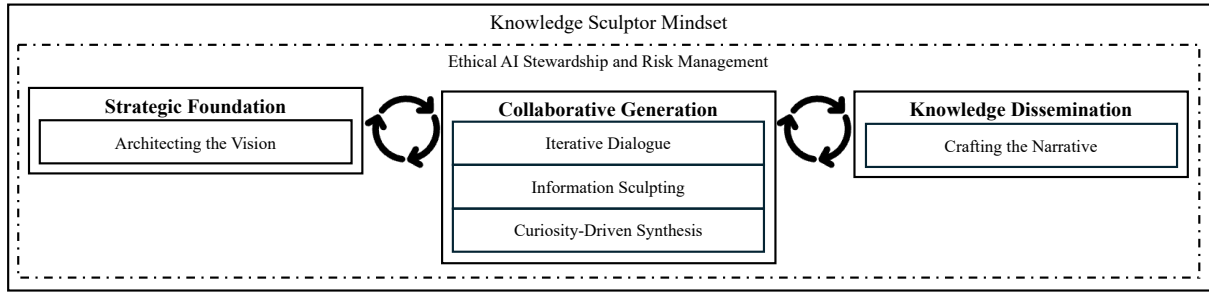 Knowledge Sculptor Mindset
Ethical AI Stewardship and Risk Management
Strategic Foundation
Architecting the Vision
Collaborative Generation
Iterative Dialogue
Information Sculpting
Curiosity-Driven Synthesis
Knowledge Dissemination
Crafting the Narrative